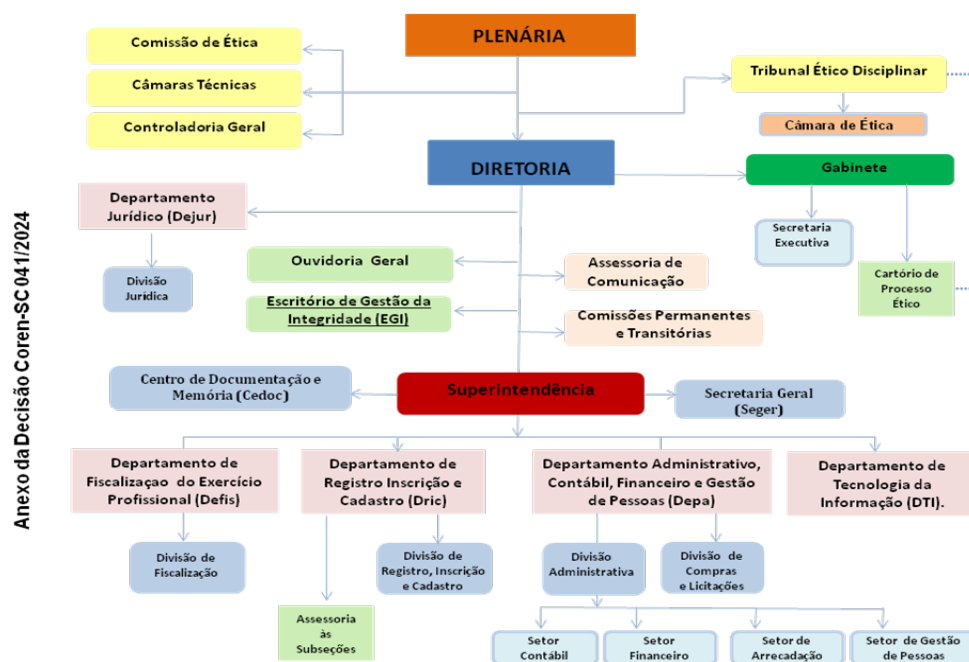 Anexo da Decisão Coren-SC 041/2024
PLENÁRIA
Comissão de Ética
Câmaras Técnicas
Controladoria Geral
Tribunal Ético Disciplinar
Câmara de Ética
DIRETORIA
Gabinete
Departamento
Jurídico (Dejur)
Secretaria
Executiva
Divisão
Jurídica
Ouvidoria Geral
Assessoria de
Comunicação
Cartório de
Processo
Ético
Escritório de Gestão da
Integridade (EGI)
Comissões Permanentes
e Transitórias
Centro de Documentação e
Memória (Cedoc)
Superintendência
Secretaria Geral
(Seger)
Departamento de
Fiscalizaçao do Exercício
Profissional (Defis)
Departamento de
Registro Inscrição e
Cadastro (Dric)
Departamento Administrativo,
Contábil, Financeiro e Gestão
de Pessoas (Depa)
Departamento de
Tecnologia
da Informação (DTI).
Divisão de
Fiscalização
Divisão de
Registro, Inscrição
e Cadastro
Divisão
Administrativa
Divisão de
Compras
e Licitações
Assessoria
às
Subseções
Setor
Contábil
Setor
Financeiro
Setor de
Arrecadação
Setor de Gestão
de Pessoas